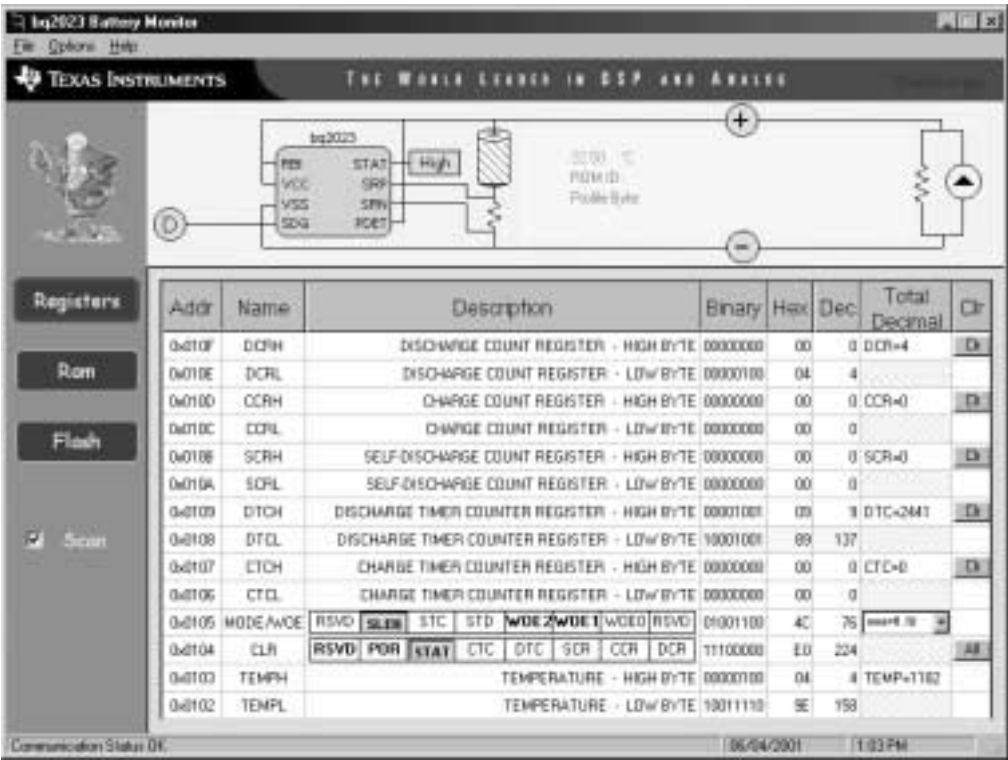 bq2023 Battery Monitor
File Options Help
TEXAS INSTRUMENTS THE WORLD LEADER IN DSP AND ANALOG
bq2023
RBI STAT High
VCC SRP
VSS SRN
SDQ PDET
D
+
−
ROM ID
Profile Byte
Registers
Ram
Flash
Scan
Addr Name Description Binary Hex Dec Total Decimal Clr
0x010F DCRH DISCHARGE COUNT REGISTER - HIGH BYTE 00000000 00 0 DCR=4 Clr
0x010E DCRL DISCHARGE COUNT REGISTER - LOW BYTE 00000100 04 4
0x010D CCRH CHARGE COUNT REGISTER - HIGH BYTE 00000000 00 0 CCR=0 Clr
0x010C CCRL CHARGE COUNT REGISTER - LOW BYTE 00000000 00 0
0x010B SCRH SELF-DISCHARGE COUNT REGISTER - HIGH BYTE 00000000 00 0 SCR=0 Clr
0x010A SCRL SELF-DISCHARGE COUNT REGISTER - LOW BYTE 00000000 00 0
0x0109 DTCH DISCHARGE TIMER COUNTER REGISTER - HIGH BYTE 00001001 09 9 DTC=2441 Clr
0x0108 DTCL DISCHARGE TIMER COUNTER REGISTER - LOW BYTE 10001001 89 137
0x0107 CTCH CHARGE TIMER COUNTER REGISTER - HIGH BYTE 00000000 00 0 CTC=0 Clr
0x0106 CTCL CHARGE TIMER COUNTER REGISTER - LOW BYTE 00000000 00 0
0x0105 MODE/WOE RSVD SLEN STC STD WOE2 WOE1 WOE0 RSVD 01001100 4C 76
0x0104 CLR RSVD POR STAT CTC DTC SCR CCR DCR 11100000 E0 224 All
0x0103 TEMPH TEMPERATURE - HIGH BYTE 00000100 04 4 TEMP=1182
0x0102 TEMPL TEMPERATURE - LOW BYTE 10011110 9E 158
Communication Status OK. 06/04/2001 1:03 PM